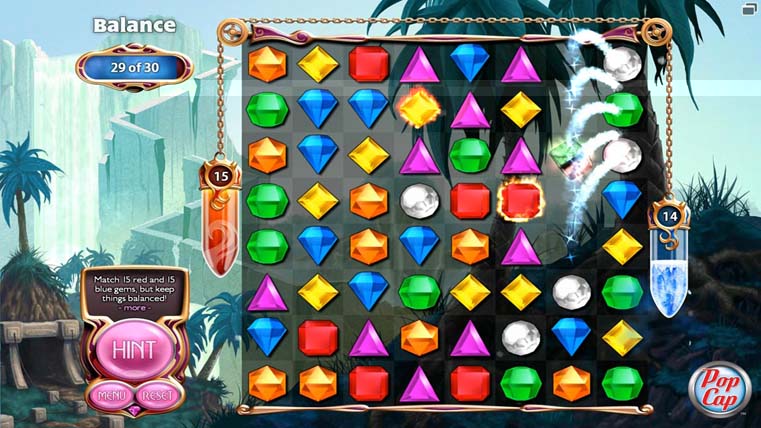 Balance
29 of 30
15
14
Match 15 red and 15
blue gems, but keep
things balanced!
- more -
HINT
MENU
RESET
Pop
Cap